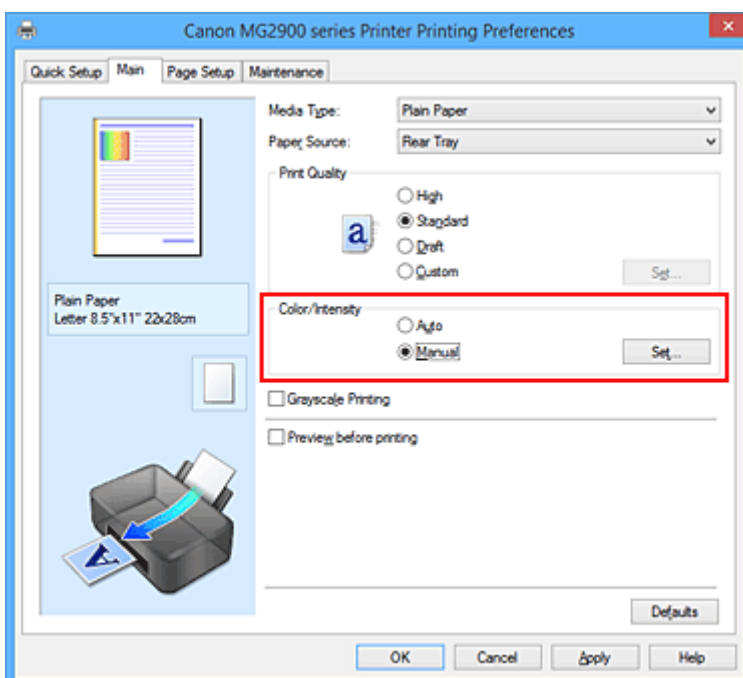 Canon MG2900 series Printer Printing Preferences
Quick Setup Main Page Setup Maintenance
Media Type: Plain Paper
Paper Source: Rear Tray
Print Quality
High
a Standard
Draft
Custom Set...
Plain Paper
Letter 8.5"x11" 22x28cm
Color/Intensity
Auto
Manual Set...
Grayscale Printing
Preview before printing
A
Defaults
OK Cancel Apply Help